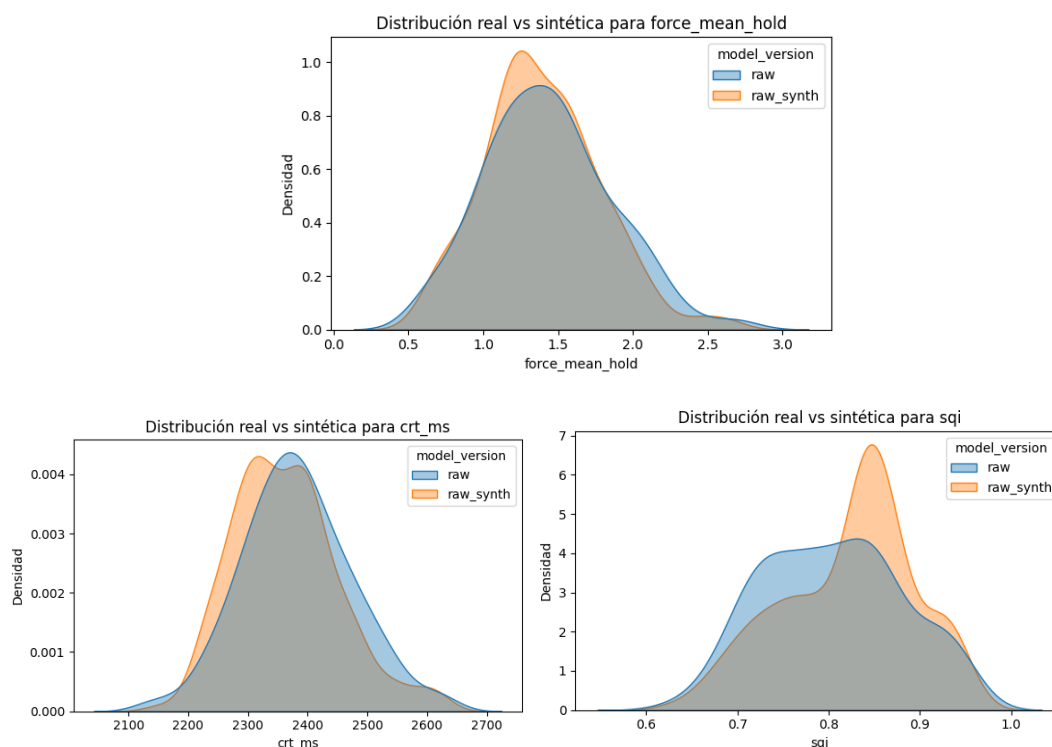 Distribución real vs sintética para force_mean_hold
model_version
raw
raw_synth
1.0
0.8
0.6
0.4
0.2
0.0
Densidad
0.0 0.5 1.0 1.5 2.0 2.5 3.0
force_mean_hold
Distribución real vs sintética para crt_ms
model_version
raw
raw_synth
0.004
0.003
0.002
0.001
0.000
Densidad
2100 2200 2300 2400 2500 2600 2700
crt_ms
Distribución real vs sintética para sqi
model_version
raw
raw_synth
7
6
5
4
3
2
1
0
Densidad
0.6 0.7 0.8 0.9 1.0
sqi